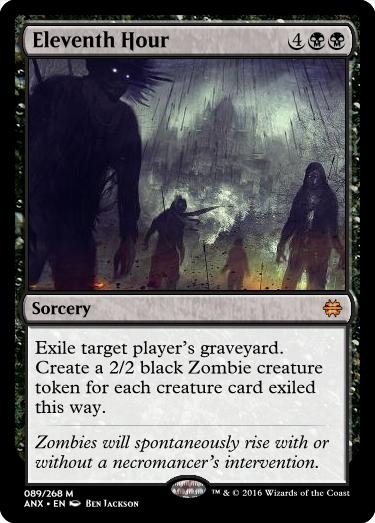 Eleventh Hour 4
Sorcery
Exile target player's graveyard.
Create a 2/2 black Zombie creature
token for each creature card exiled
this way.
Zombies will spontaneously rise with or
without a necromancer's intervention.
089/268 M
ANX • EN Ben Jackson ™ & © 2016 Wizards of the Coast